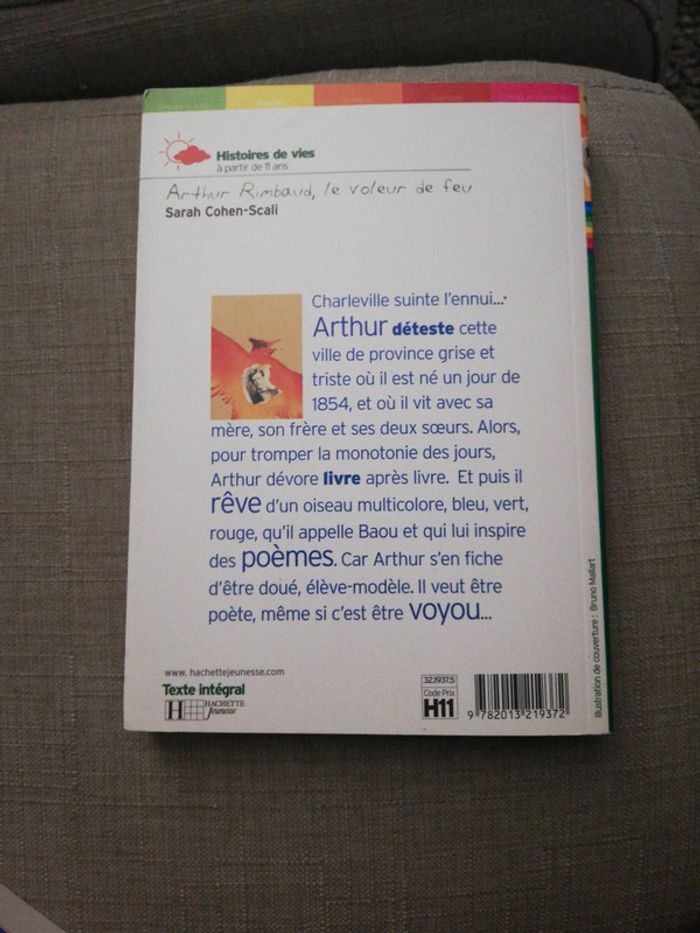 Histoires de vies
à partir de 11 ans
Arthur Rimbaud, le voleur de feu
Sarah Cohen-Scali
Charleville suinte l'ennui...
Arthur déteste cette
ville de province grise et
triste où il est né un jour de
1854, et où il vit avec sa
mère, son frère et ses deux sœurs. Alors,
pour tromper la monotonie des jours,
Arthur dévore livre après livre. Et puis il
rêve d'un oiseau multicolore, bleu, vert,
rouge, qu'il appelle Baou et qui lui inspire
des poèmes. Car Arthur s'en fiche
d'être doué, élève-modèle. Il veut être
poète, même si c'est être voyou...
www.hachettejeunesse.com
Texte intégral
H HACHETTE
Jeunesse
32.1937.5
Code Prix
H11
9 782013 219372
Illustration de couverture : Bruno Mallart